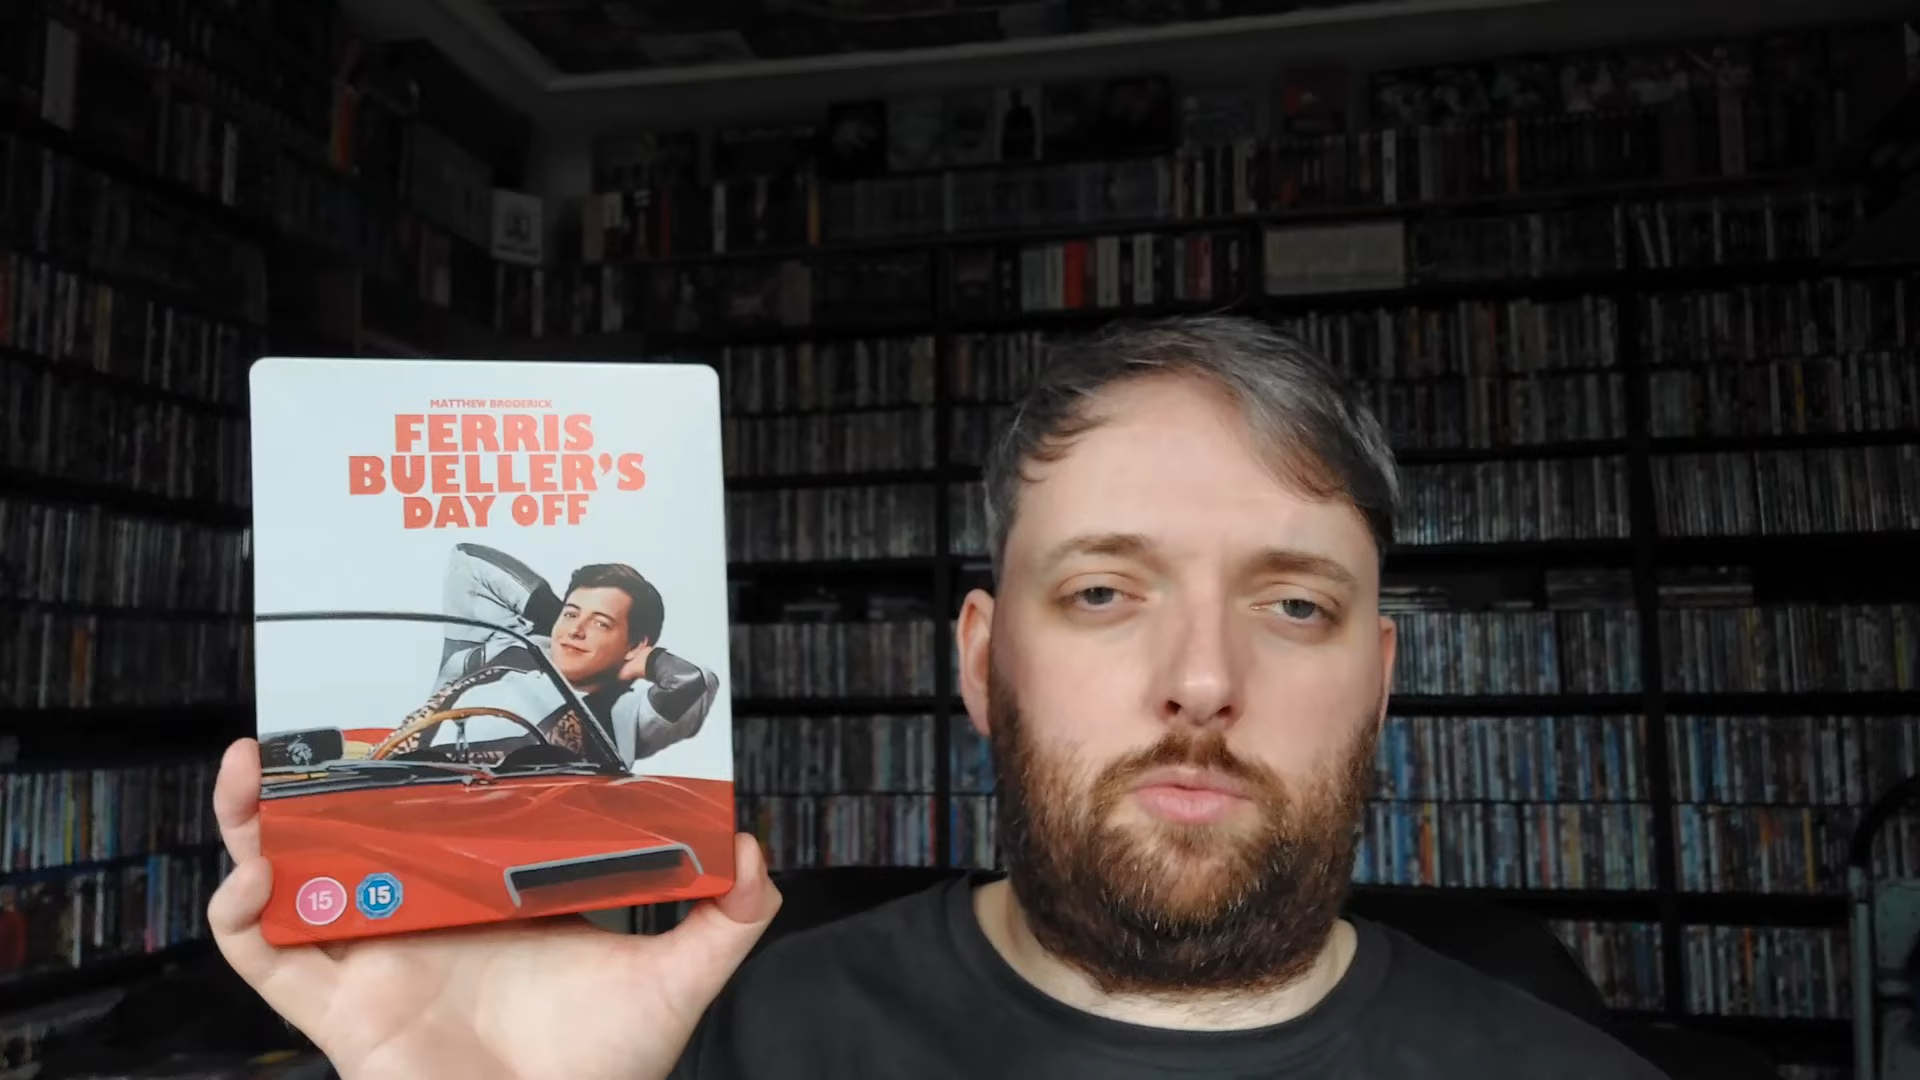 MATTHEW BRODERICK
FERRIS
BUELLER'S
DAY OFF
15 15